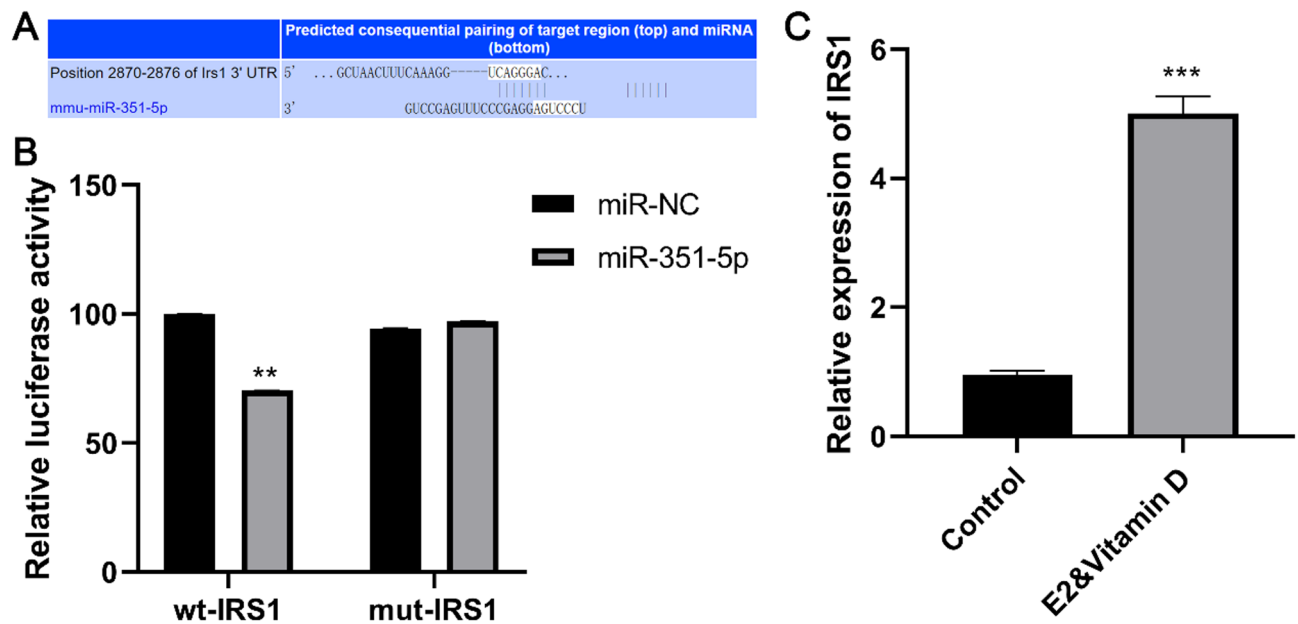 A
Predicted consequential pairing of target region (top) and miRNA
(bottom)
Position 2870-2876 of Irs1 3' UTR 5' ...GCUAACUUUCAAAGG-----UCAGGGAC...
||||||| ||||||
mmu-miR-351-5p 3' GUCCGAGUUUCCCGAGGAGUCCCU
B
Relative luciferase activity
150
100
50
0
**
wt-IRS1 mut-IRS1
miR-NC
miR-351-5p
C
Relative expression of IRS1
6
4
2
0
***
Control
E2&Vitamin D